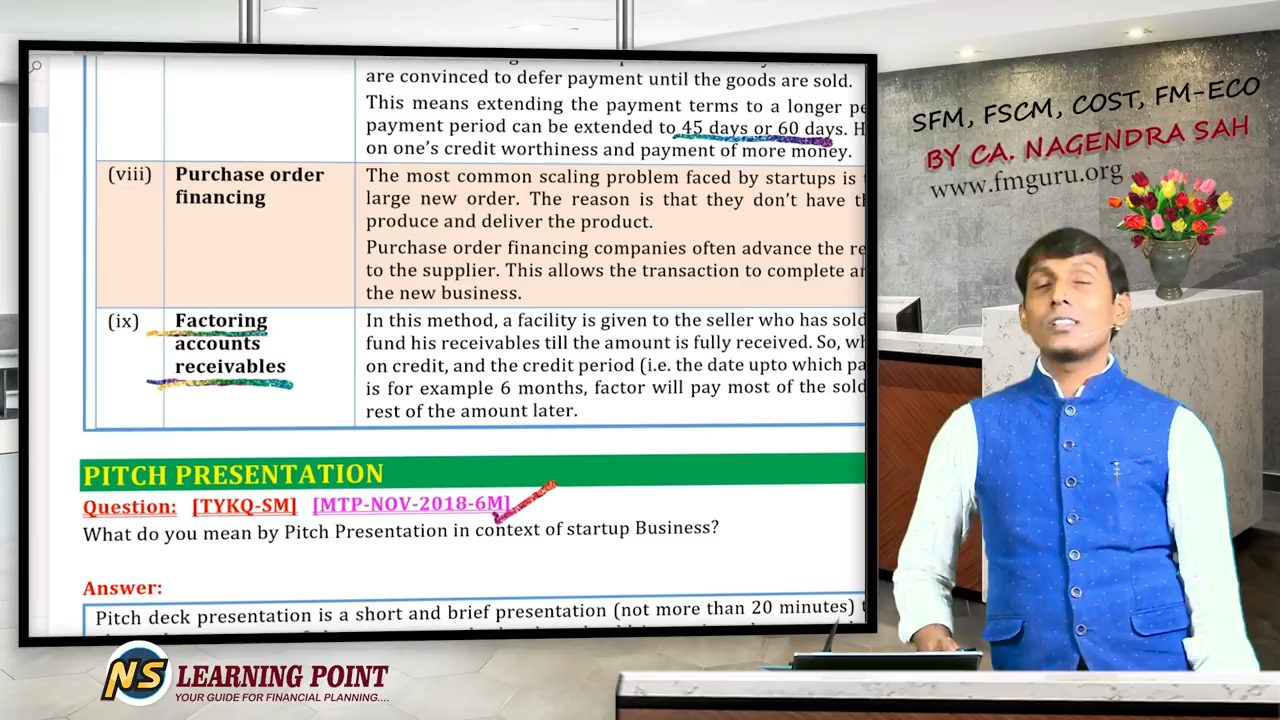 are convinced to defer payment until the goods are sold.
This means extending the payment terms to a longer pe
payment period can be extended to 45 days or 60 days. H
on one's credit worthiness and payment of more money.
(viii) Purchase order financing
The most common scaling problem faced by startups is
large new order. The reason is that they don't have
produce and deliver the product.
Purchase order financing companies often advance the re
to the supplier. This allows the transaction to complete
the new business.
(ix) Factoring accounts receivables
In this method, a facility is given to the seller who has sold
fund his receivables till the amount is fully received. So,
on credit, and the credit period (i.e. the date upto which pa
is for example 6 months, factor will pay most of the sold
rest of the amount later.
PITCH PRESENTATION
Question: [TYKQ-SM] [MTP-NOV-2018-6M]
What do you mean by Pitch Presentation in context of startup Business?
Answer:
Pitch deck presentation is a short and brief presentation (not more than 20 minutes)
SFM, FSCM, COST, FM-ECO
BY CA. NAGENDRA SAH
www.fmguru.org
NS LEARNING POINT
YOUR GUIDE FOR FINANCIAL PLANNING....